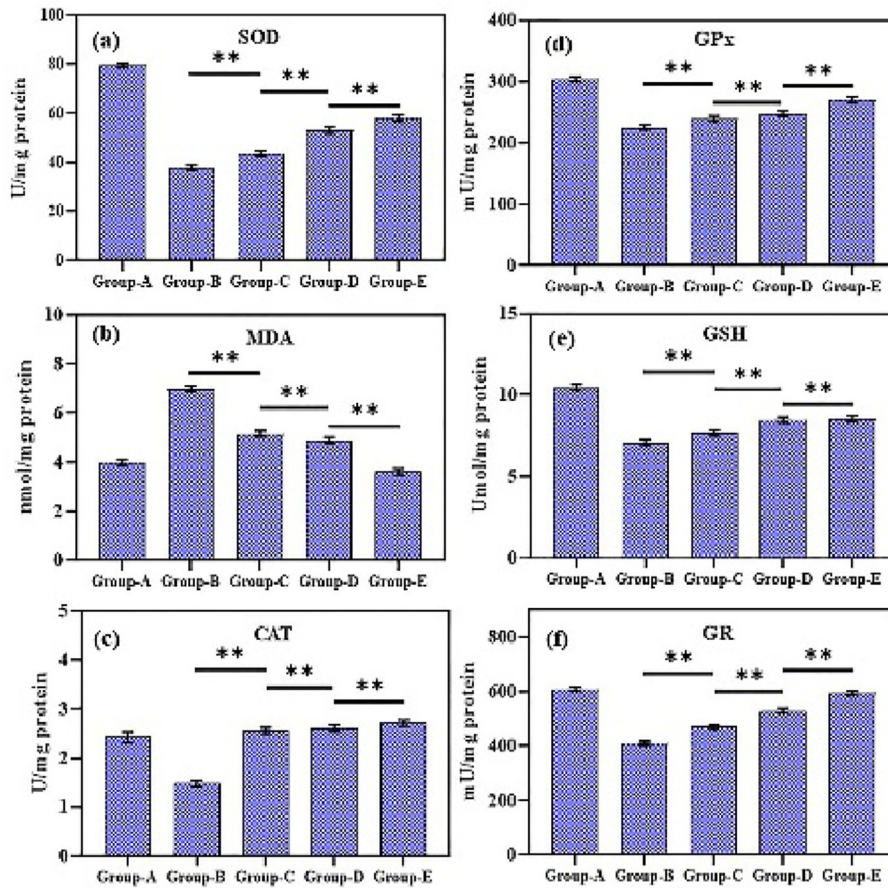 (a) SOD
U/mg protein
100
80
60
40
20
0
** ** **
Group-A Group-B Group-C Group-D Group-E
(d) GPx
mU/mg protein
400
300
200
100
0
** ** **
Group-A Group-B Group-C Group-D Group-E
(b) MDA
nmol/mg protein
10
8
6
4
2
0
** ** **
Group-A Group-B Group-C Group-D Group-E
(e) GSH
Umol/mg protein
15
10
5
0
** ** **
Group-A Group-B Group-C Group-D Group-E
(c) CAT
U/mg protein
5
4
3
2
1
0
** ** **
Group-A Group-B Group-C Group-D Group-E
(f) GR
mU/mg protein
800
600
400
200
0
** ** **
Group-A Group-B Group-C Group-D Group-E